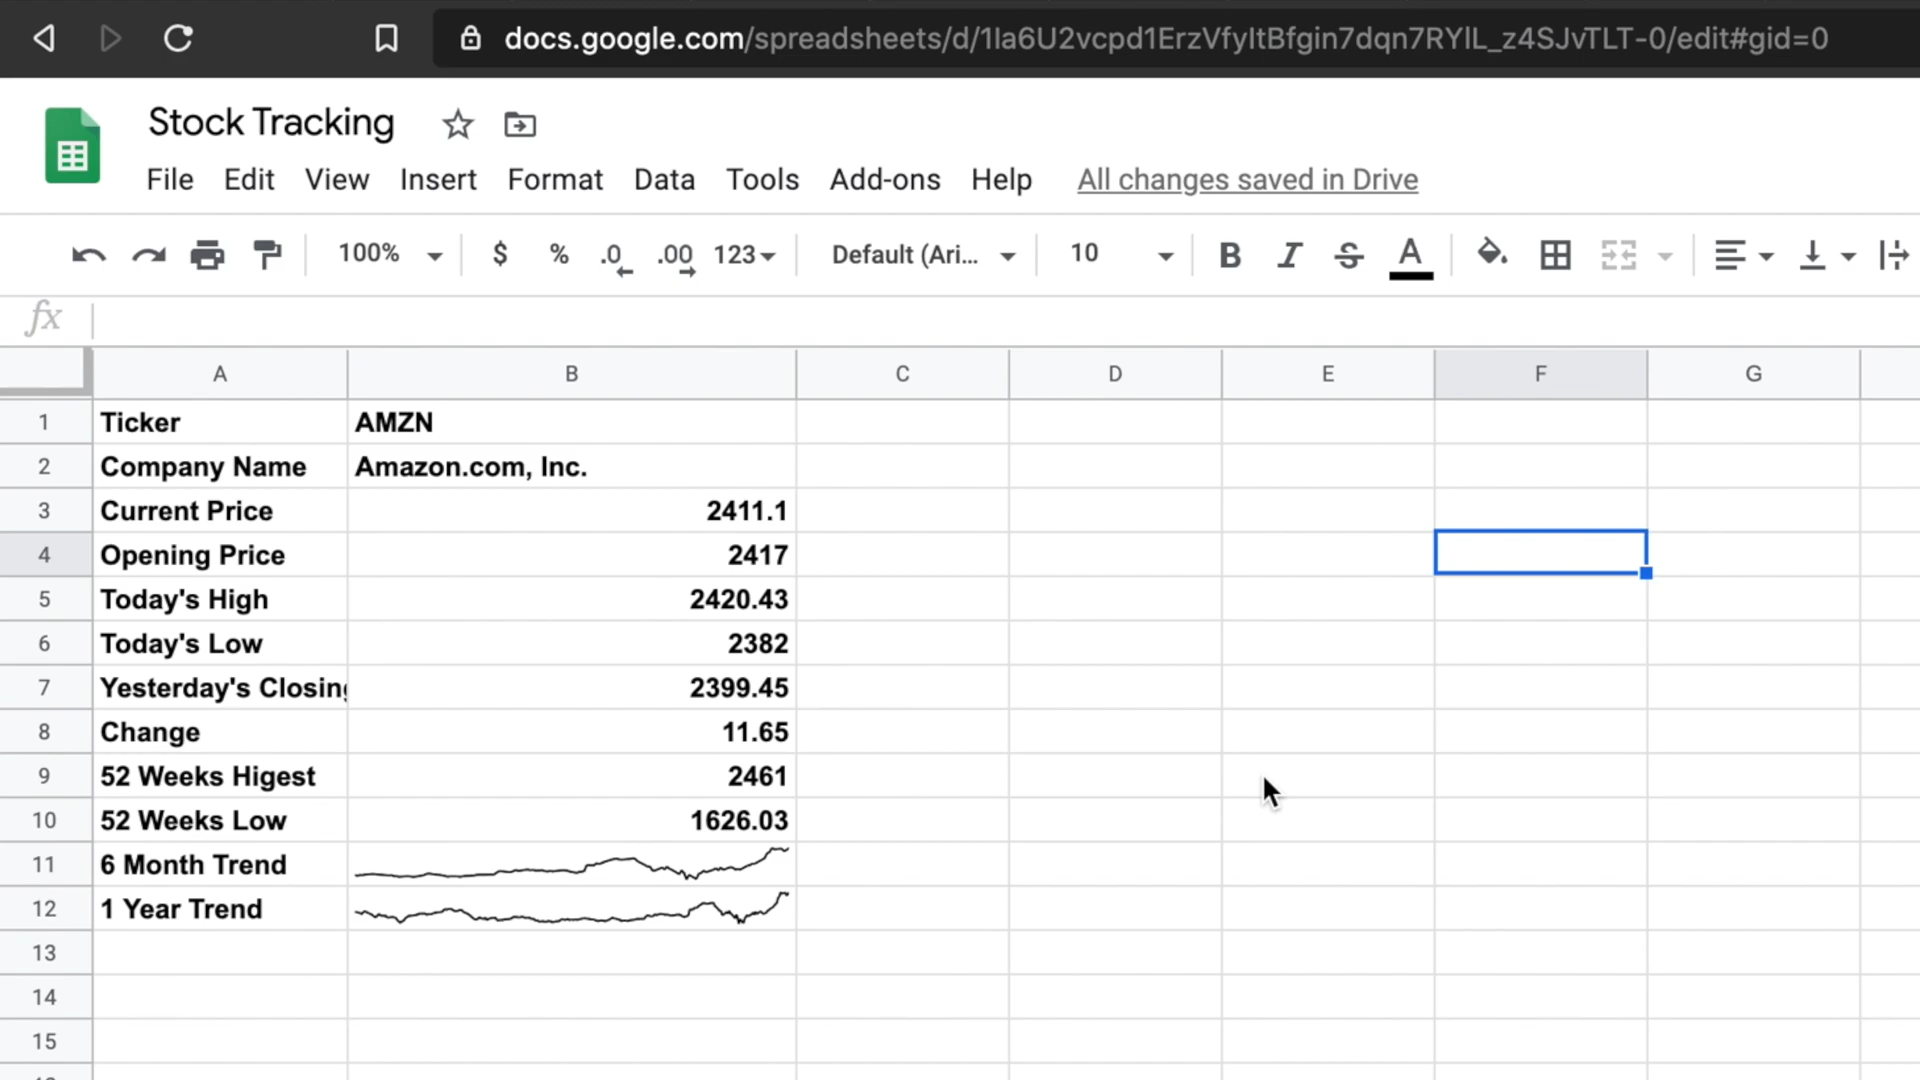 docs.google.com/spreadsheets/d/1Ia6U2vcpd1ErzVfyItBfgin7dqn7RYIL_z4SJvTLT-0/edit#gid=0
Stock Tracking
File Edit View Insert Format Data Tools Add-ons Help All changes saved in Drive
100% $ % .0 .00 123 Default (Ari... 10 B I S A
fx
A B C D E F G
1 Ticker AMZN
2 Company Name Amazon.com, Inc.
3 Current Price 2411.1
4 Opening Price 2417
5 Today's High 2420.43
6 Today's Low 2382
7 Yesterday's Closing 2399.45
8 Change 11.65
9 52 Weeks Higest 2461
10 52 Weeks Low 1626.03
11 6 Month Trend
12 1 Year Trend
13
14
15